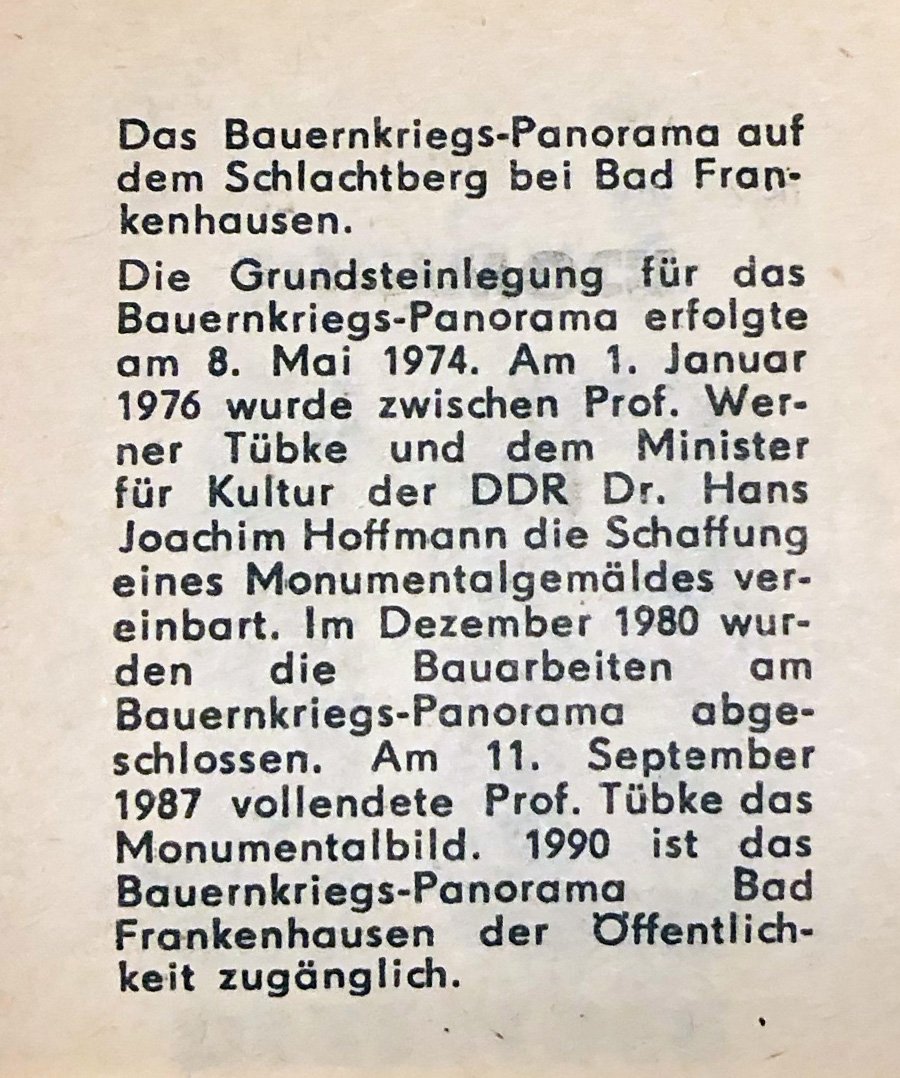 Das Bauernkriegs-Panorama auf
dem Schlachtberg bei Bad Fran-
kenhausen.
Die Grundsteinlegung für das
Bauernkriegs-Panorama erfolgte
am 8. Mai 1974. Am 1. Januar
1976 wurde zwischen Prof. Wer-
ner Tübke und dem Minister
für Kultur der DDR Dr. Hans
Joachim Hoffmann die Schaffung
eines Monumentalgemäldes ver-
einbart. Im Dezember 1980 wur-
den die Bauarbeiten am
Bauernkriegs-Panorama abge-
schlossen. Am 11. September
1987 vollendete Prof. Tübke das
Monumentalbild. 1990 ist das
Bauernkriegs-Panorama Bad
Frankenhausen der Öffentlich-
keit zugänglich.